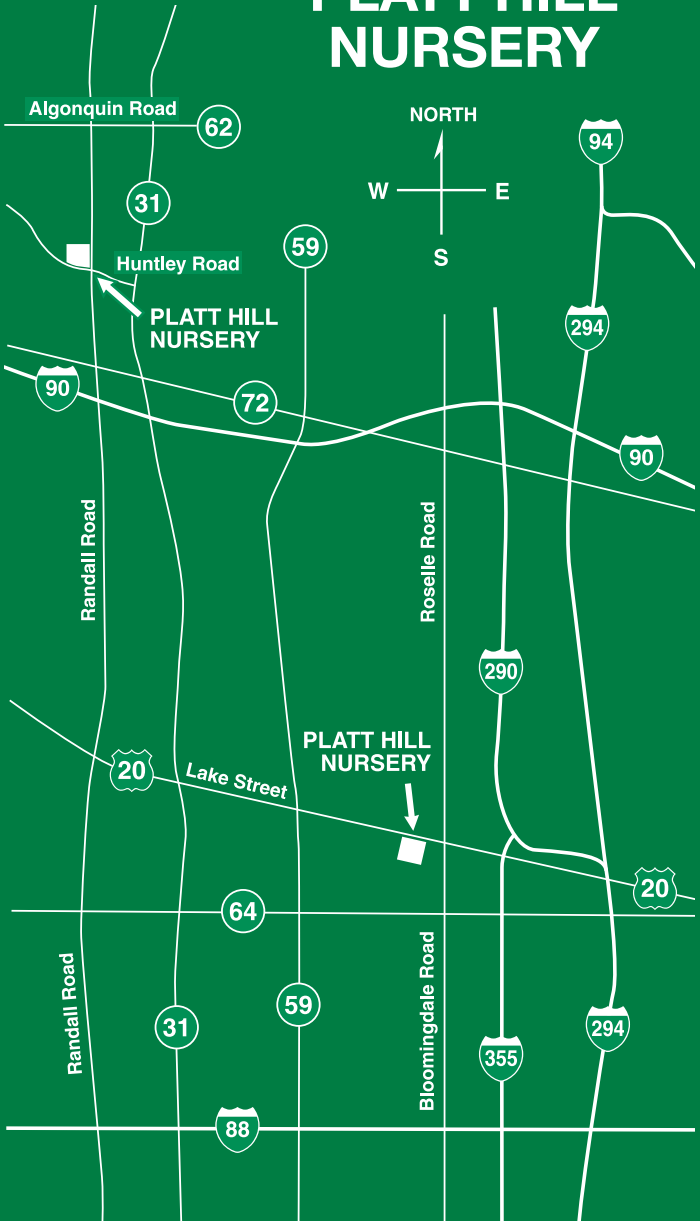 PLATT HILL
NURSERY
NORTH
W
E
S
Algonquin Road
62
94
31
59
Huntley Road
PLATT HILL
NURSERY
294
90
72
90
Randall Road
Roselle Road
290
PLATT HILL
NURSERY
20
Lake Street
20
64
Randall Road
Bloomingdale Road
59
31
294
355
88